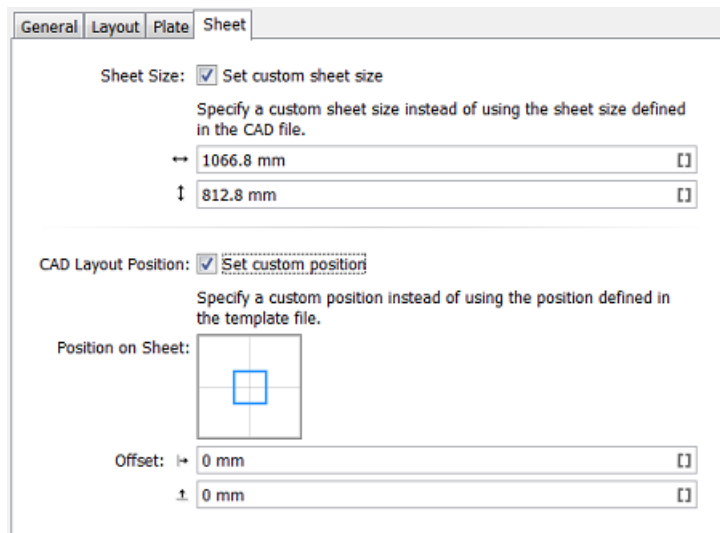 General Layout Plate Sheet
Sheet Size: Set custom sheet size
Specify a custom sheet size instead of using the sheet size defined
in the CAD file.
1066.8 mm
812.8 mm
CAD Layout Position: Set custom position
Specify a custom position instead of using the position defined in
the template file.
Position on Sheet:
Offset: 0 mm
0 mm